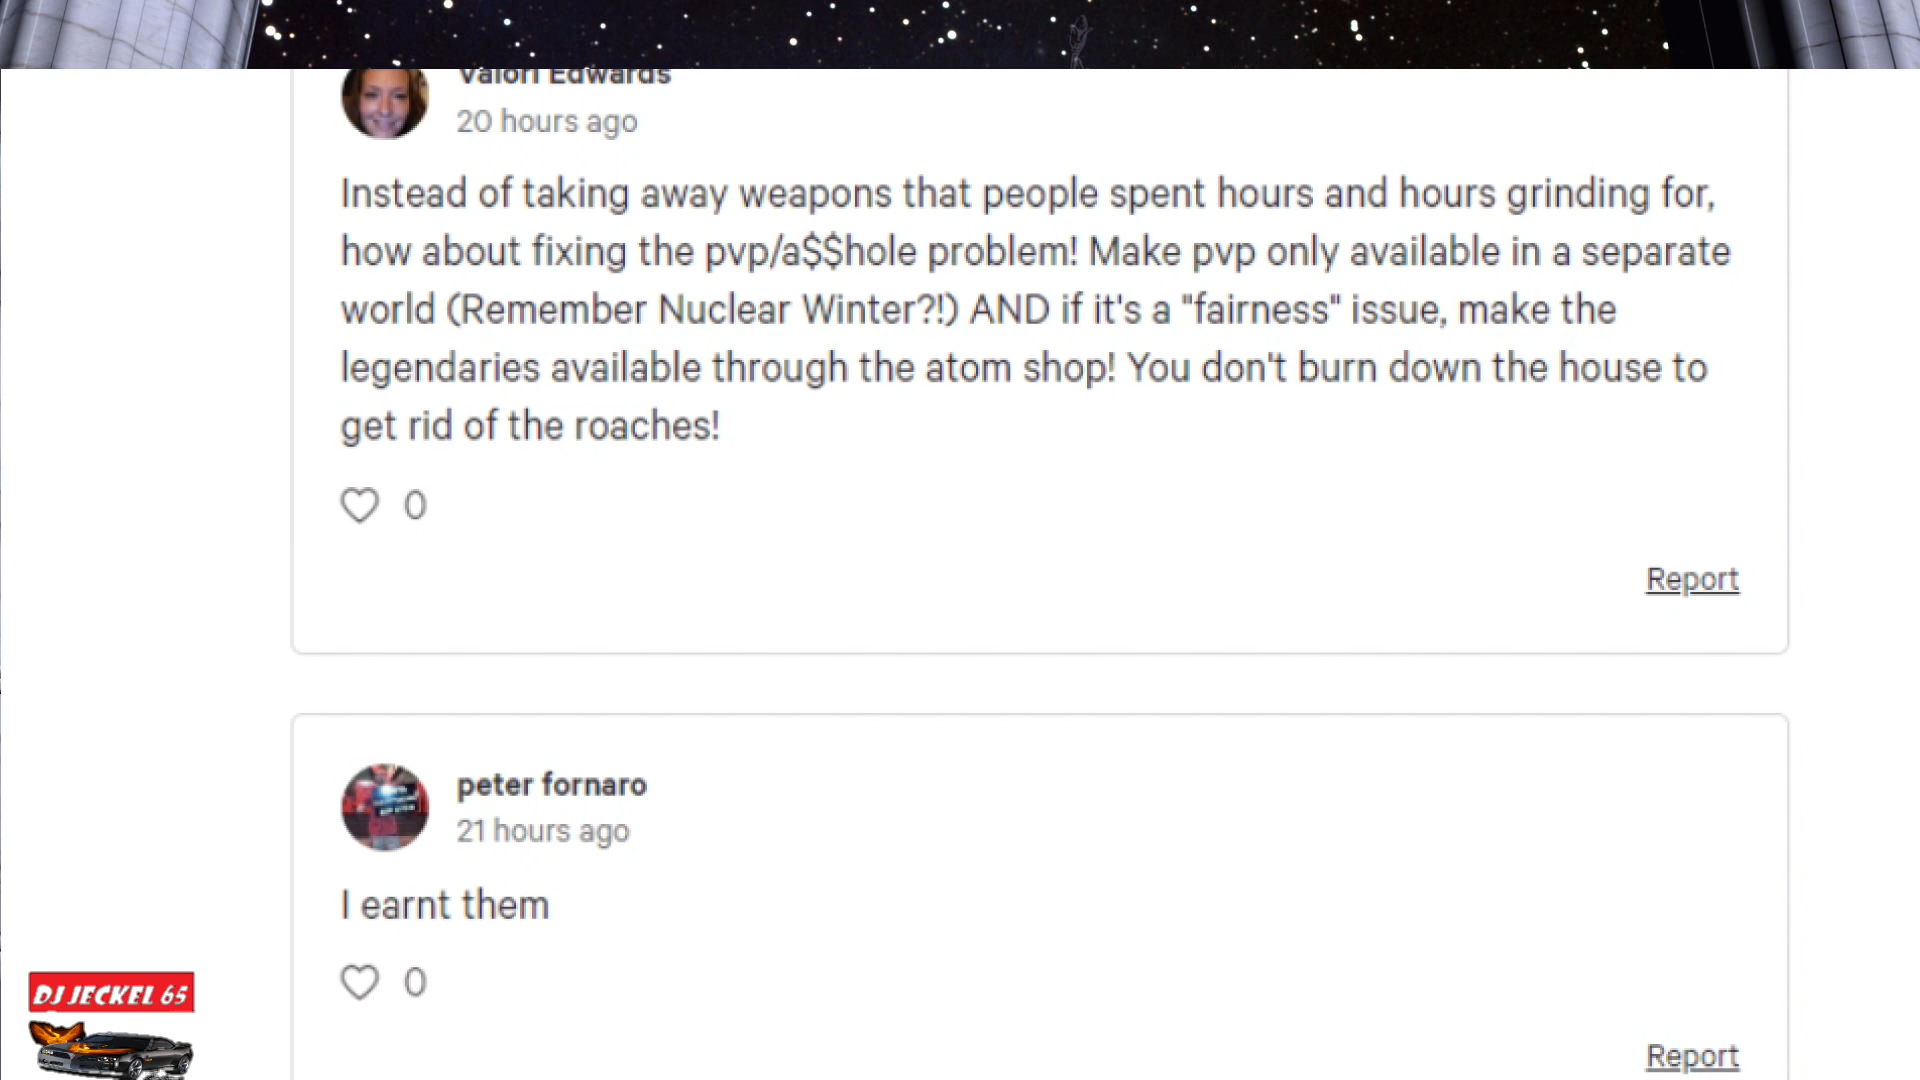 Valori Edwards
20 hours ago
Instead of taking away weapons that people spent hours and hours grinding for,
how about fixing the pvp/a$$hole problem! Make pvp only available in a separate
world (Remember Nuclear Winter?!) AND if it's a "fairness" issue, make the
legendaries available through the atom shop! You don't burn down the house to
get rid of the roaches!
0
Report
peter fornaro
21 hours ago
I earnt them
0
Report
DJ JECKEL 65